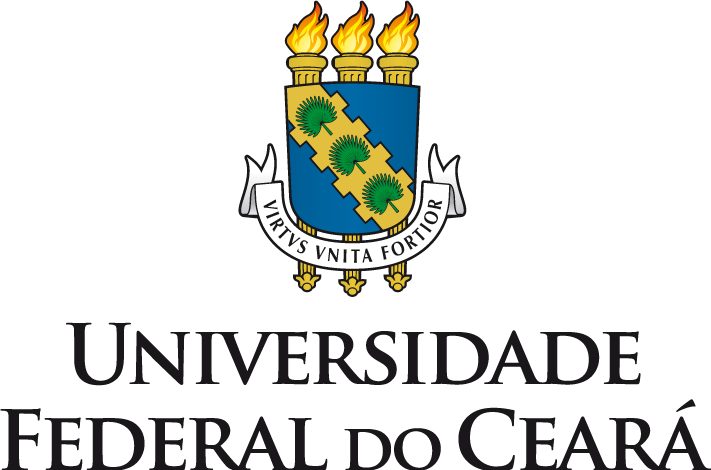 VIRTVS VNITA FORTIOR
UNIVERSIDADE
FEDERAL DO CEARÁ